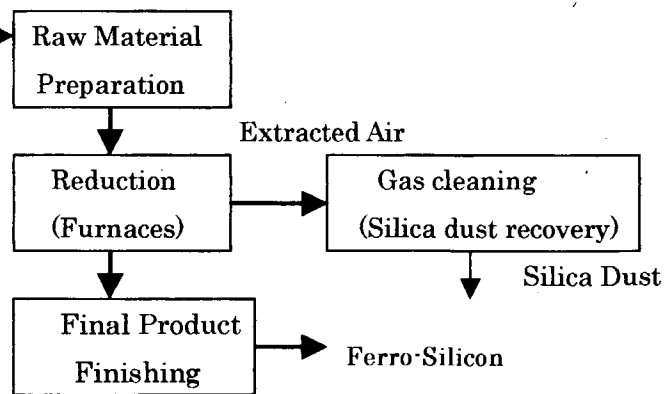 Raw Material
Preparation
Extracted Air
Reduction
(Furnaces)
Gas cleaning
(Silica dust recovery)
Silica Dust
Final Product
Finishing
Ferro-Silicon